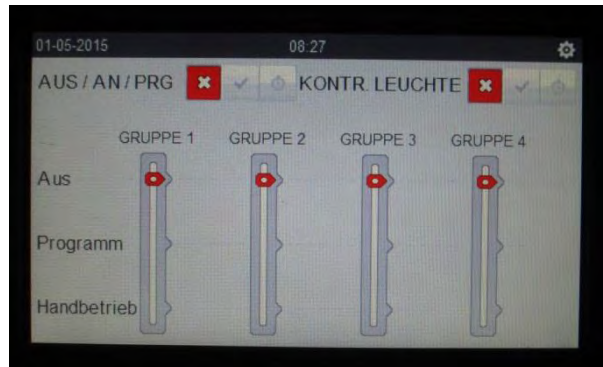 01-05-2015 08:27
AUS / AN / PRG KONTR. LEUCHTE
GRUPPE 1 GRUPPE 2 GRUPPE 3 GRUPPE 4
Aus
Programm
Handbetrieb